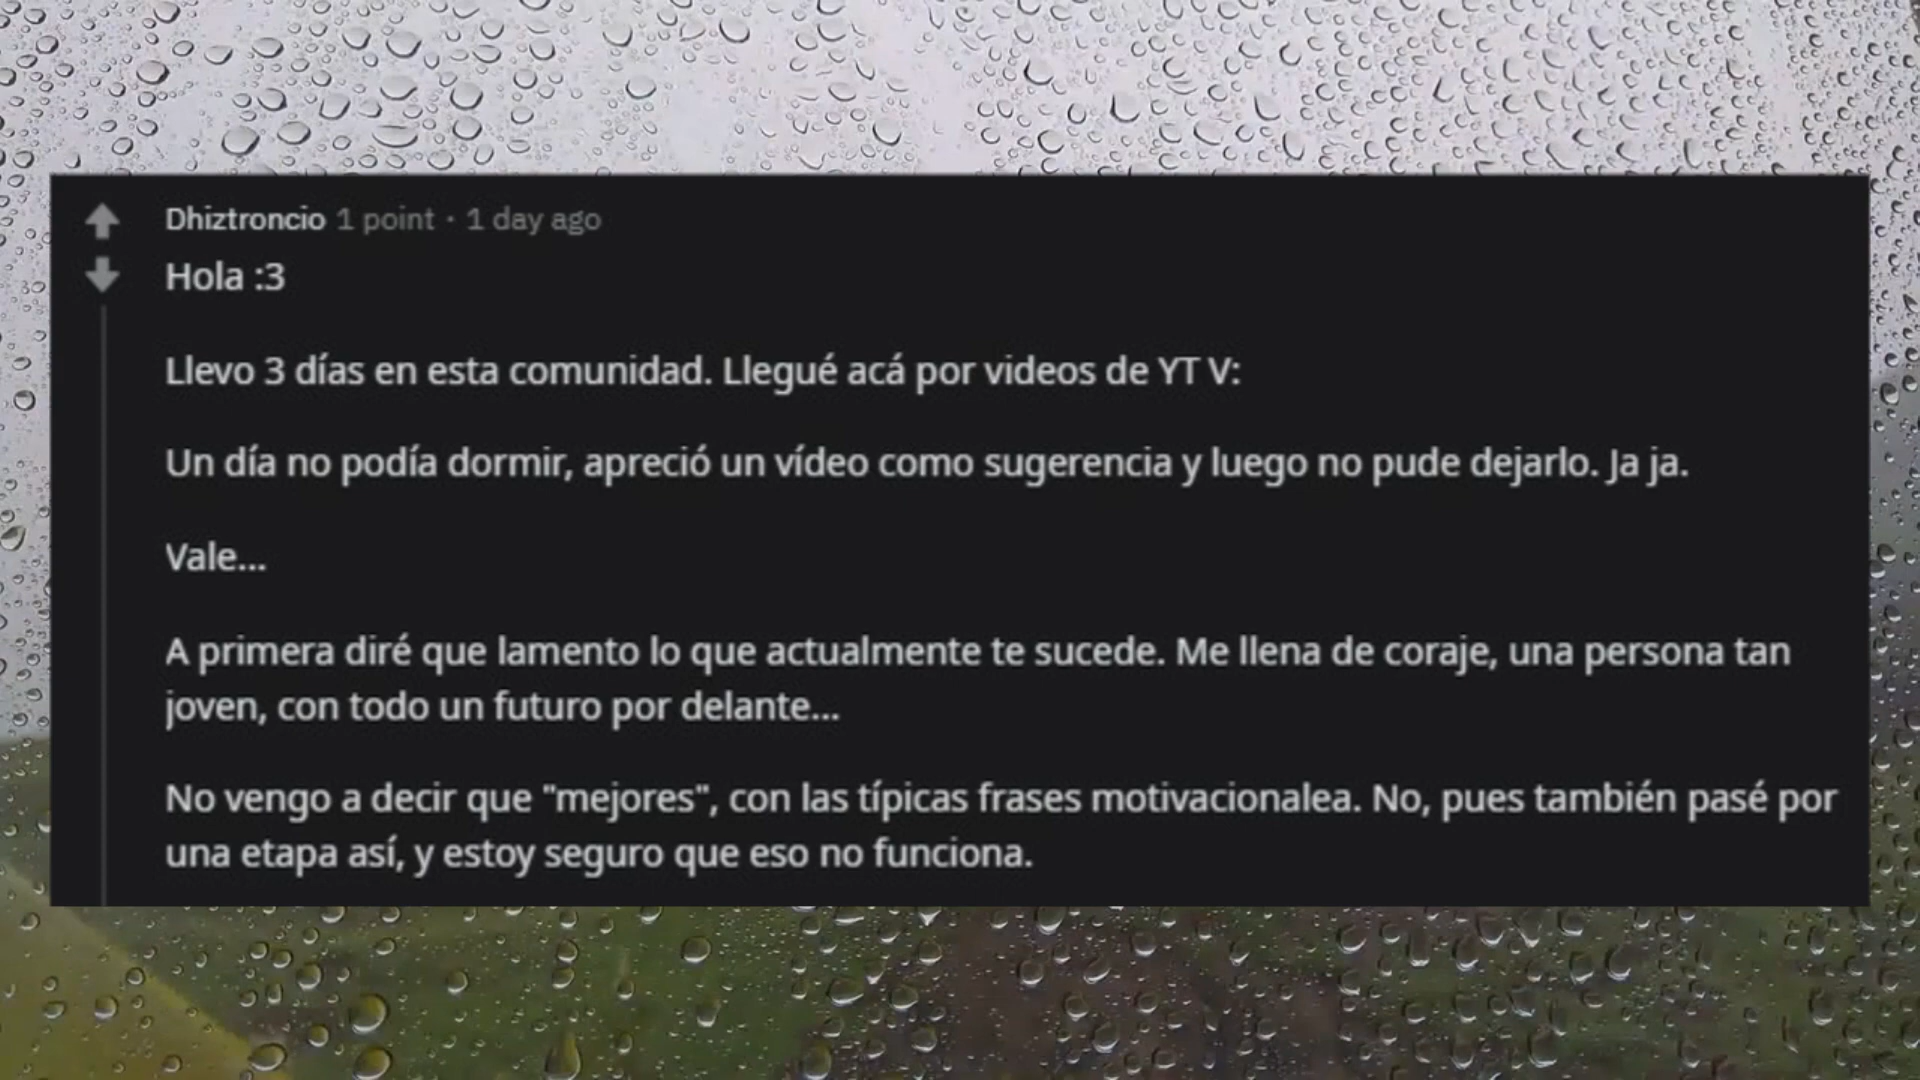 Dhiztroncio 1 point · 1 day ago
Hola :3
Llevo 3 días en esta comunidad. Llegué acá por videos de YT V:
Un día no podía dormir, apreció un vídeo como sugerencia y luego no pude dejarlo. Ja ja.
Vale...
A primera diré que lamento lo que actualmente te sucede. Me llena de coraje, una persona tan
joven, con todo un futuro por delante...
No vengo a decir que "mejores", con las típicas frases motivacionalea. No, pues también pasé por
una etapa así, y estoy seguro que eso no funciona.